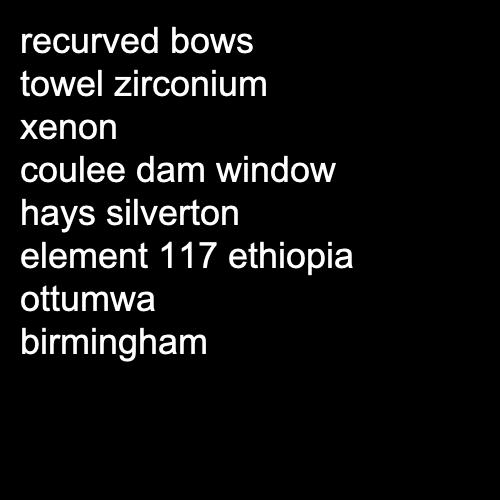 recurved bows
towel zirconium
xenon
coulee dam window
hays silverton
element 117 ethiopia
ottumwa
birmingham